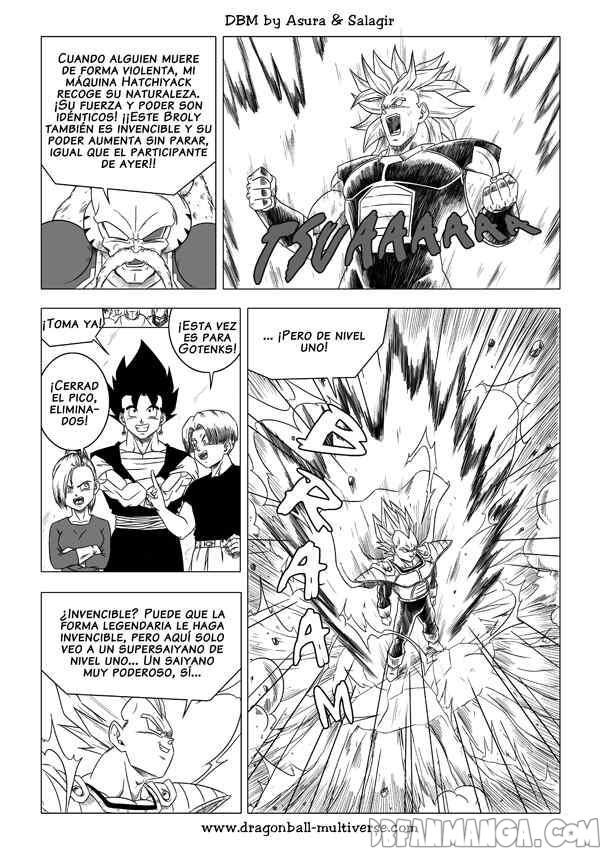 DBM by Asura & Salagir
CUANDO ALGUIEN MUERE
DE FORMA VIOLENTA, MI
MÁQUINA HATCHIYACK
RECOGE SU NATURALEZA.
¡SU FUERZA Y PODER SON
IDÉNTICOS! ¡¡ESTE BROLY
TAMBIÉN ES INVENCIBLE Y SU
PODER AUMENTA SIN PARAR,
IGUAL QUE EL PARTICIPANTE
DE AYER!!
TSUAAAAAAA
¡TOMA YA!
¡ESTA VEZ
ES PARA
GOTENKS!
¡CERRAD
EL PICO,
ELIMINA-
DOS!
... ¡PERO DE NIVEL
UNO!
BRAAM
¿INVENCIBLE? PUEDE QUE LA
FORMA LEGENDARIA LE HAGA
INVENCIBLE, PERO AQUÍ SOLO
VEO A UN SUPERSAIYANO DE
NIVEL UNO... UN SAIYANO
MUY PODEROSO, SÍ...
www.dragonball-multiverse.com
DBFANMANGA.COM